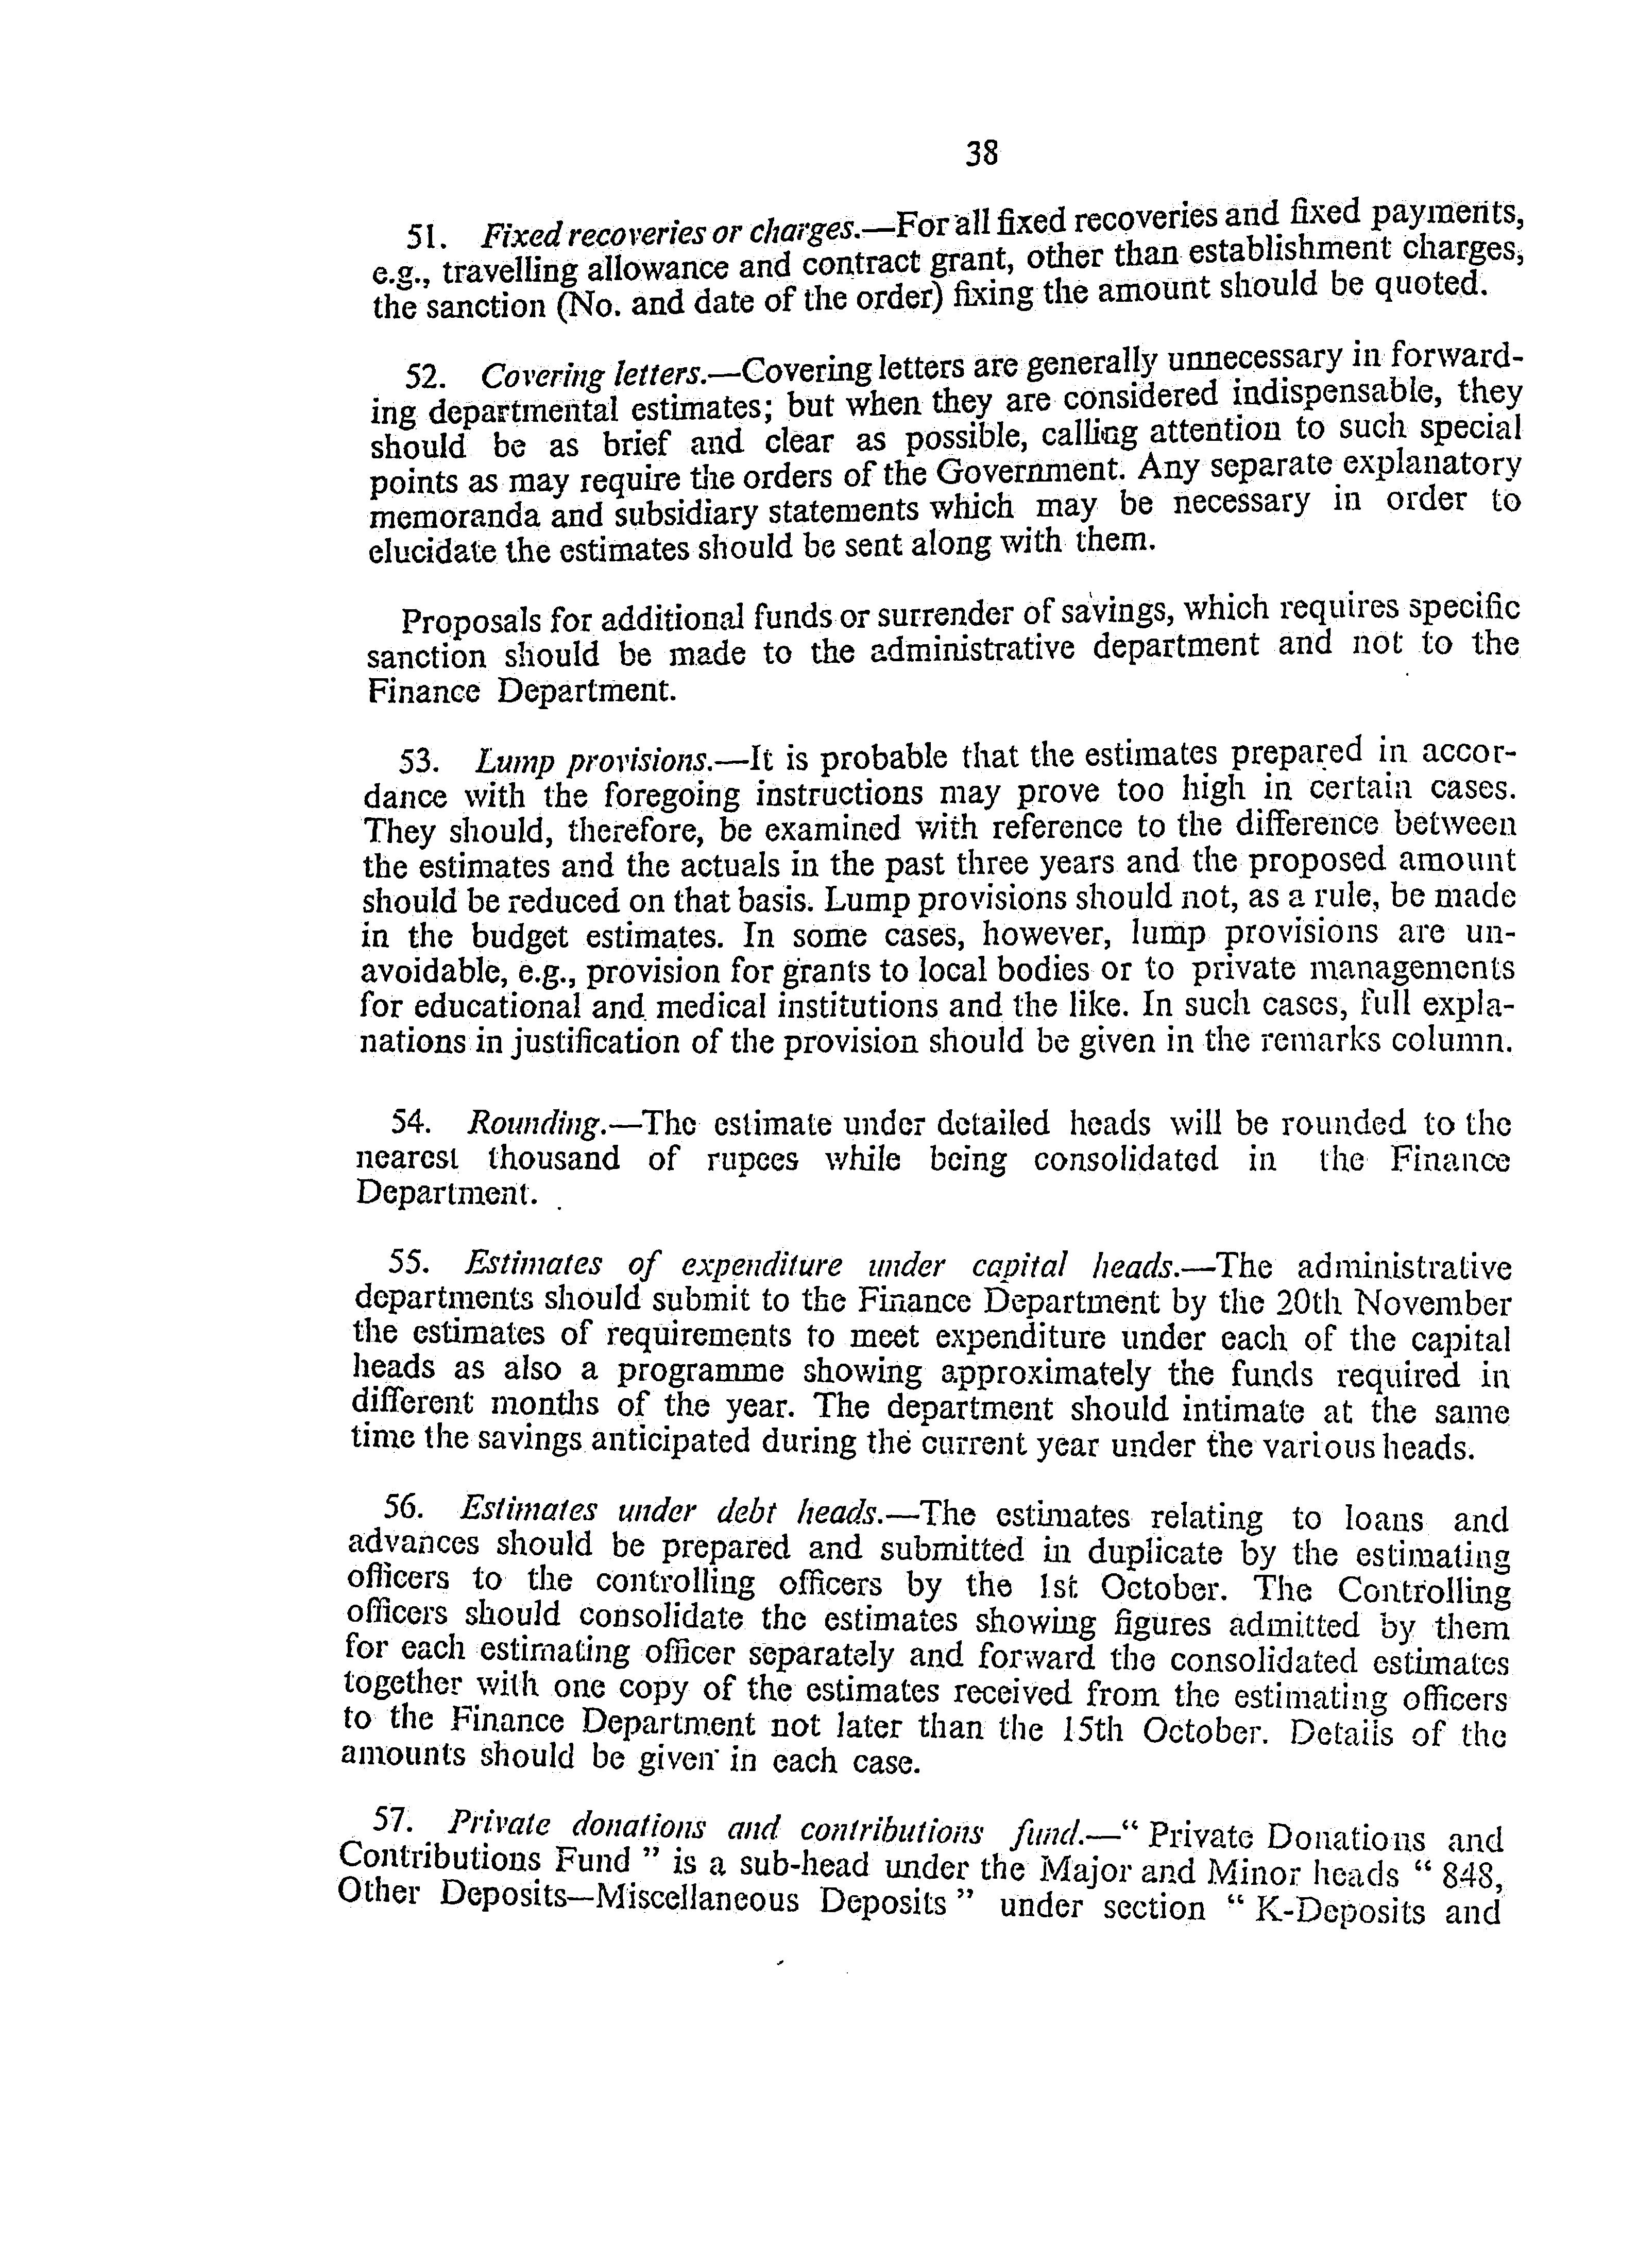 38
51. Fixed recoveries or charges.—For all fixed recoveries and fixed payments,
e.g., travelling allowance and contract grant, other than establishment charges,
the sanction (No. and date of the order) fixing the amount should be quoted.
52. Covering letters.—Covering letters are generally unnecessary in forward-
ing departmental estimates; but when they are considered indispensable, they
should be as brief and clear as possible, calling attention to such special
points as may require the orders of the Government. Any separate explanatory
memoranda and subsidiary statements which may be necessary in order to
elucidate the estimates should be sent along with them.
Proposals for additional funds or surrender of savings, which requires specific
sanction should be made to the administrative department and not to the
Finance Department.
53. Lump provisions.—It is probable that the estimates prepared in accor-
dance with the foregoing instructions may prove too high in certain cases.
They should, therefore, be examined with reference to the difference between
the estimates and the actuals in the past three years and the proposed amount
should be reduced on that basis. Lump provisions should not, as a rule, be made
in the budget estimates. In some cases, however, lump provisions are un-
avoidable, e.g., provision for grants to local bodies or to private managements
for educational and medical institutions and the like. In such cases, full expla-
nations in justification of the provision should be given in the remarks column.
54. Rounding.—The estimate under detailed heads will be rounded to the
nearest thousand of rupees while being consolidated in the Finance
Department.
55. Estimates of expenditure under capital heads.—The administrative
departments should submit to the Finance Department by the 20th November
the estimates of requirements to meet expenditure under each of the capital
heads as also a programme showing approximately the funds required in
different months of the year. The department should intimate at the same
time the savings anticipated during the current year under the various heads.
56. Estimates under debt heads.—The estimates relating to loans and
advances should be prepared and submitted in duplicate by the estimating
officers to the controlling officers by the 1st October. The Controlling
officers should consolidate the estimates showing figures admitted by them
for each estimating officer separately and forward the consolidated estimates
together with one copy of the estimates received from the estimating officers
to the Finance Department not later than the 15th October. Details of the
amounts should be given in each case.
57. Private donations and contributions fund.—“ Private Donations and
Contributions Fund ” is a sub-head under the Major and Minor heads “ 848,
Other Deposits—Miscellaneous Deposits ” under section “ K-Deposits and